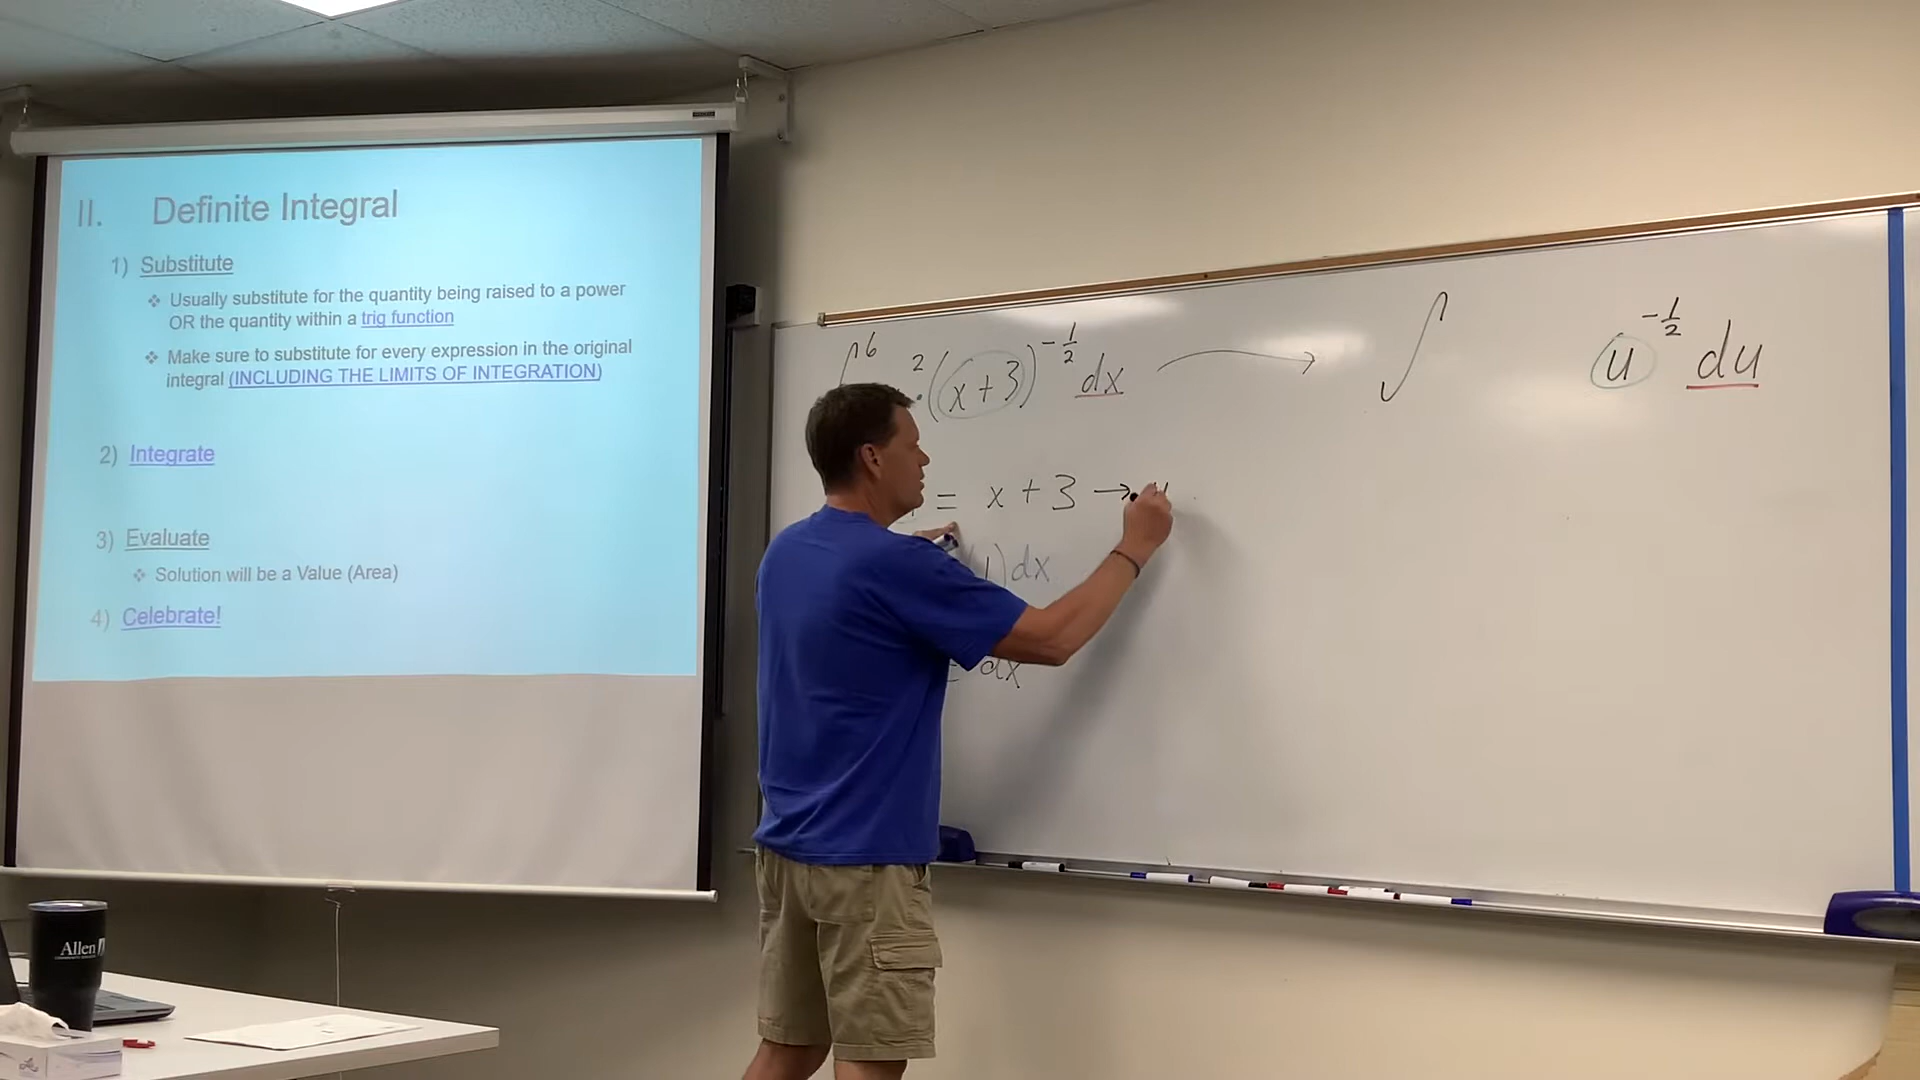 II. Definite Integral
1) Substitute
❖ Usually substitute for the quantity being raised to a power
OR the quantity within a trig function
❖ Make sure to substitute for every expression in the original
integral (INCLUDING THE LIMITS OF INTEGRATION)
2) Integrate
3) Evaluate
❖ Solution will be a Value (Area)
4) Celebrate!
∫⁶ ²·(x+3)^(-1/2) dx → ∫ u^(-1/2) du
= x + 3 →
(1)dx
= dx
Allen